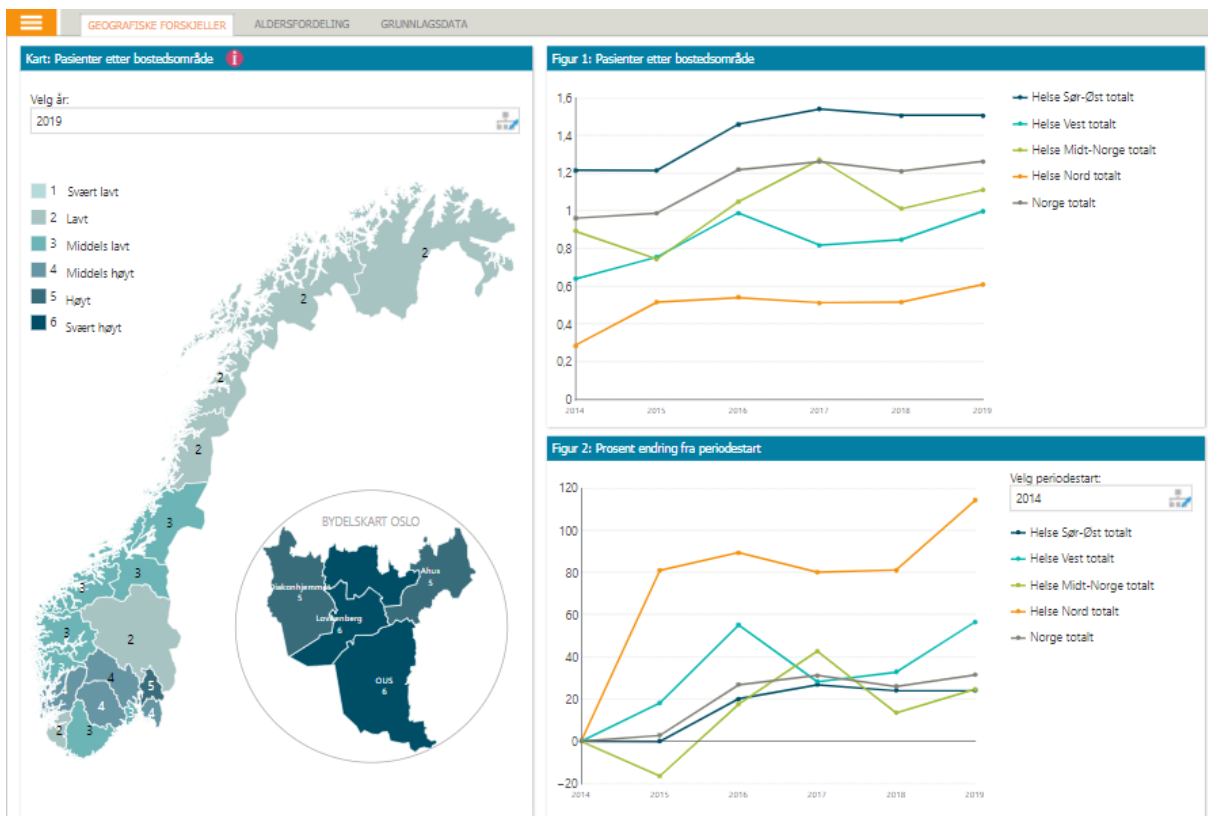 GEOGRAFISKE FORSKJELLER ALDERSFORDELING GRUNNLAGSDATA
Kart: Pasienter etter bostedsområde i
Velg år:
2019
1 Svært lavt
2 Lavt
3 Middels lavt
4 Middels høyt
5 Høyt
6 Svært høyt
2
2
2
2
3
3
3
3
2
4
5
4
3
4
2
3
BYDELSKART OSLO
Ahus
5
Diakonhjemmet
5
Lovisenberg
6
OUS
6
Figur 1: Pasienter etter bostedsområde
1,6
1,4
1,2
1
0,8
0,6
0,4
0,2
0
2014 2015 2016 2017 2018 2019
Helse Sør-Øst totalt
Helse Vest totalt
Helse Midt-Norge totalt
Helse Nord totalt
Norge totalt
Figur 2: Prosent endring fra periodestart
120
100
80
60
40
20
0
−20
2014 2015 2016 2017 2018 2019
Velg periodestart:
2014
Helse Sør-Øst totalt
Helse Vest totalt
Helse Midt-Norge totalt
Helse Nord totalt
Norge totalt